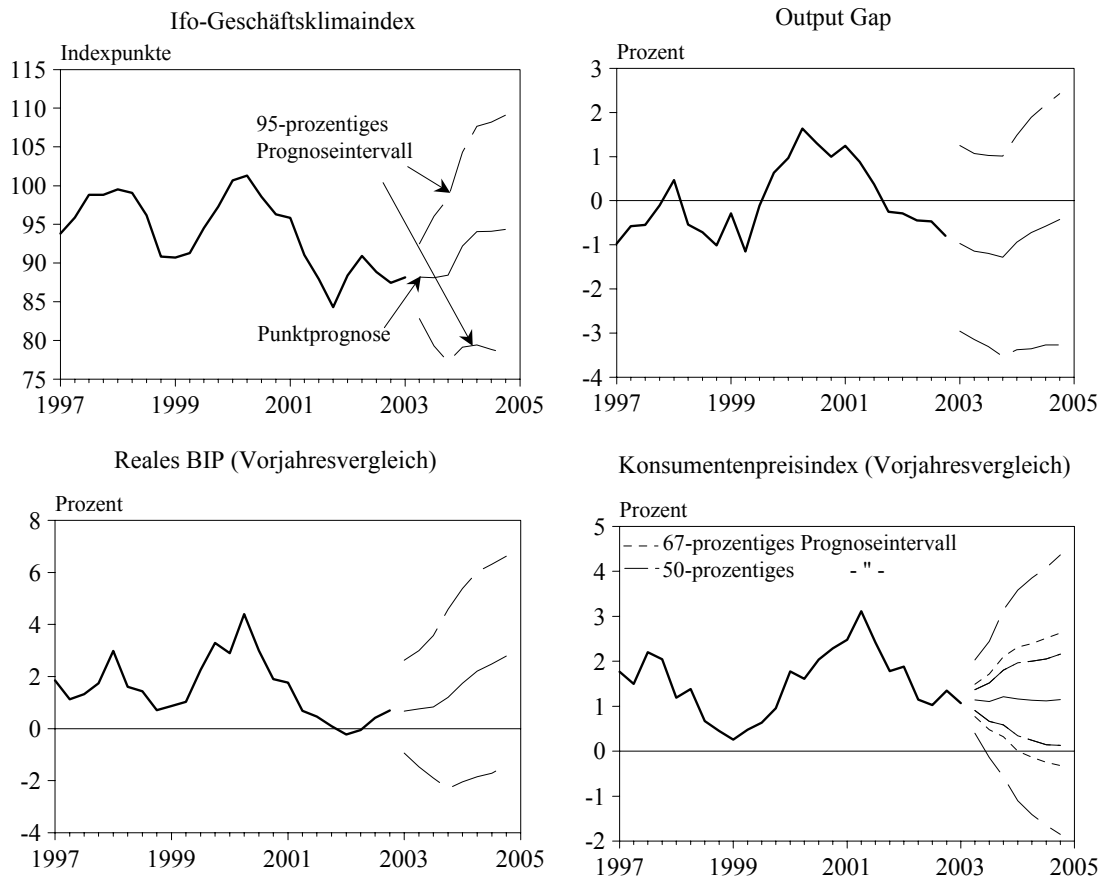 Ifo-Geschäftsklimaindex
Indexpunkte
115
110
105
100
95
90
85
80
75
95-prozentiges
Prognoseintervall
Punktprognose
1997 1999 2001 2003 2005
Output Gap
Prozent
3
2
1
0
-1
-2
-3
-4
1997 1999 2001 2003 2005
Reales BIP (Vorjahresvergleich)
Prozent
8
6
4
2
0
-2
-4
1997 1999 2001 2003 2005
Konsumentenpreisindex (Vorjahresvergleich)
Prozent
5
4
3
2
1
0
-1
-2
67-prozentiges Prognoseintervall
50-prozentiges - " -
1997 1999 2001 2003 2005